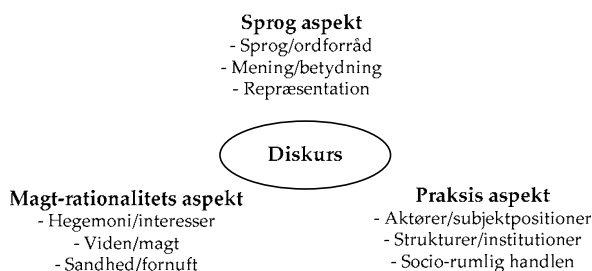 Sprog aspekt
- Sprog/ordforråd
- Mening/betydning
- Repræsentation
Diskurs
Magt-rationalitets aspekt
- Hegemoni/interesser
- Viden/magt
- Sandhed/fornuft
Praksis aspekt
- Aktører/subjektpositioner
- Strukturer/institutioner
- Socio-rumlig handlen